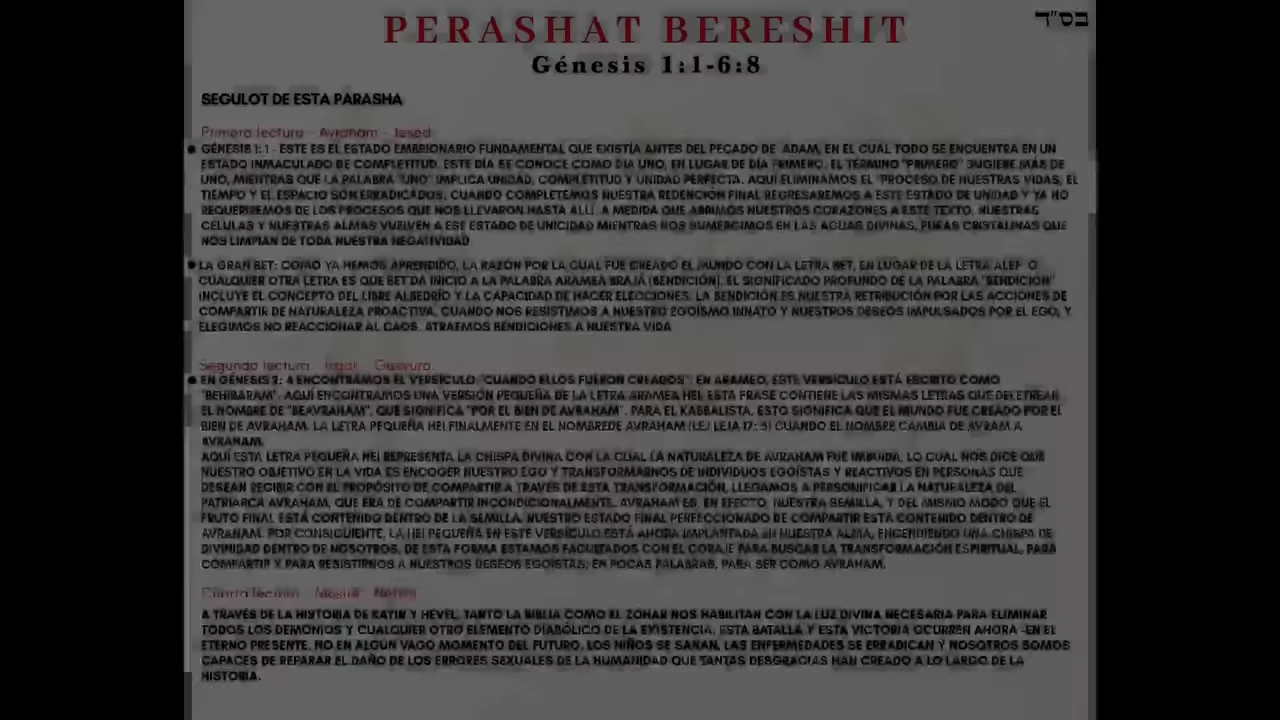 בס"ד
PERASHAT BERESHIT
Génesis 1:1-6:8
SEGULOT DE ESTA PARASHA
Primera lectura - Avraham - Jesed
GÉNESIS 1: 1 - ESTE ES EL ESTADO EMBRIONARIO FUNDAMENTAL QUE EXISTÍA ANTES DEL PECADO DE ADAM, EN EL CUAL TODO SE ENCUENTRA EN UN
ESTADO INMACULADO DE COMPLETITUD. ESTE DÍA SE CONOCE COMO DIA UNO, EN LUGAR DE DÍA PRIMERO. EL TÉRMINO "PRIMERO" SUGIERE MÁS DE
UNO, MIENTRAS QUE LA PALABRA "UNO" IMPLICA UNIDAD, COMPLETITUD Y UNIDAD PERFECTA. AQUÍ ELIMINAMOS EL "PROCESO DE NUESTRAS VIDAS, EL
TIEMPO Y EL ESPACIO SON ERRADICADOS. CUANDO COMPLETEMOS NUESTRA REDENCIÓN FINAL REGRESAREMOS A ESTE ESTADO DE UNIDAD Y YA NO
REQUERIREMOS DE LOS PROCESOS QUE NOS LLEVARON HASTA ALLÍ. A MEDIDA QUE ABRIMOS NUESTROS CORAZONES A ESTE TEXTO, NUESTRAS
CÉLULAS Y NUESTRAS ALMAS VUELVEN A ESE ESTADO DE UNICIDAD MIENTRAS NOS SUMERGIMOS EN LAS AGUAS DIVINAS, PURAS CRISTALINAS QUE
NOS LIMPIAN DE TODA NUESTRA NEGATIVIDAD
LA GRAN BET: COMO YA HEMOS APRENDIDO, LA RAZÓN POR LA CUAL FUE CREADO EL MUNDO CON LA LETRA BET, EN LUGAR DE LA LETRA ALEF O
CUALQUIER OTRA LETRA ES QUE BET DA INICIO A LA PALABRA ARAMEA BRAJÁ (BENDICIÓN). EL SIGNIFICADO PROFUNDO DE LA PALABRA "BENDICIÓN"
INCLUYE EL CONCEPTO DEL LIBRE ALBEDRÍO Y LA CAPACIDAD DE HACER ELECCIONES. LA BENDICIÓN ES NUESTRA RETRIBUCIÓN POR LAS ACCIONES DE
COMPARTIR DE NATURALEZA PROACTIVA. CUANDO NOS RESISTIMOS A NUESTRO EGOÍSMO INNATO Y NUESTROS DESEOS IMPULSADOS POR EL EGO, Y
ELEGIMOS NO REACCIONAR AL CAOS, ATRAEMOS BENDICIONES A NUESTRA VIDA
Segunda lectura - Itzjak - Guevura
EN GÉNESIS 2: 4 ENCONTRAMOS EL VERSÍCULO "CUANDO ELLOS FUERON CREADOS". EN ARAMEO, ESTE VERSÍCULO ESTÁ ESCRITO COMO
"BEHIBARAM". AQUÍ ENCONTRAMOS UNA VERSIÓN PEQUEÑA DE LA LETRA ARAMEA HEI. ESTA FRASE CONTIENE LAS MISMAS LETRAS QUE DELETREAN
EL NOMBRE DE "BEAVRAHAM", QUE SIGNIFICA "POR EL BIEN DE AVRAHAM". PARA EL KABBALISTA, ESTO SIGNIFICA QUE EL MUNDO FUE CREADO POR EL
BIEN DE AVRAHAM. LA LETRA PEQUEÑA HEI FINALMENTE EN EL NOMBREDE AVRAHAM (LEJ LEJA 17: 5) CUANDO EL NOMBRE CAMBIA DE AVRAM A
AVRAHAM.
AQUÍ ESTA LETRA PEQUEÑA HEI REPRESENTA LA CHISPA DIVINA CON LA CUAL LA NATURALEZA DE AVRAHAM FUE IMBUIDA, LO CUAL NOS DICE QUE
NUESTRO OBJETIVO EN LA VIDA ES ENCOGER NUESTRO EGO Y TRANSFORMARNOS DE INDIVIDUOS EGOÍSTAS Y REACTIVOS EN PERSONAS QUE
DESEAN RECIBIR CON EL PROPÓSITO DE COMPARTIR A TRAVÉS DE ESTA TRANSFORMACIÓN, LLEGAMOS A PERSONIFICAR LA NATURALEZA DEL
PATRIARCA AVRAHAM, QUE ERA DE COMPARTIR INCONDICIONALMENTE. AVRAHAM ES, EN EFECTO, NUESTRA SEMILLA, Y DEL MISMO MODO QUE EL
FRUTO FINAL ESTÁ CONTENIDO DENTRO DE LA SEMILLA, NUESTRO ESTADO FINAL PERFECCIONADO DE COMPARTIR ESTÁ CONTENIDO DENTRO DE
AVRAHAM. POR CONSIGUIENTE, LA HEI PEQUEÑA EN ESTE VERSÍCULO ESTÁ AHORA IMPLANTADA EN NUESTRA ALMA, ENCENDIENDO UNA CHISPA DE
DIVINIDAD DENTRO DE NOSOTROS, DE ESTA FORMA ESTAMOS FACULTADOS CON EL CORAJE PARA BUSCAR LA TRANSFORMACIÓN ESPIRITUAL, PARA
COMPARTIR Y PARA RESISTIRNOS A NUESTROS DESEOS EGOÍSTAS; EN POCAS PALABRAS, PARA SER COMO AVRAHAM.
Cuarta lectura - Moshé - Netzaj
A TRAVÉS DE LA HISTORIA DE KAYIN Y HEVEL, TANTO LA BIBLIA COMO EL ZOHAR NOS HABILITAN CON LA LUZ DIVINA NECESARIA PARA ELIMINAR
TODOS LOS DEMONIOS Y CUALQUIER OTRO ELEMENTO DIABÓLICO DE LA EXISTENCIA. ESTA BATALLA Y ESTA VICTORIA OCURREN AHORA -EN EL
ETERNO PRESENTE, NO EN ALGÚN VAGO MOMENTO DEL FUTURO. LOS NIÑOS SE SANAN, LAS ENFERMEDADES SE ERRADICAN Y NOSOTROS SOMOS
CAPACES DE REPARAR EL DAÑO DE LOS ERRORES SEXUALES DE LA HUMANIDAD QUE TANTAS DESGRACIAS HAN CREADO A LO LARGO DE LA
HISTORIA.